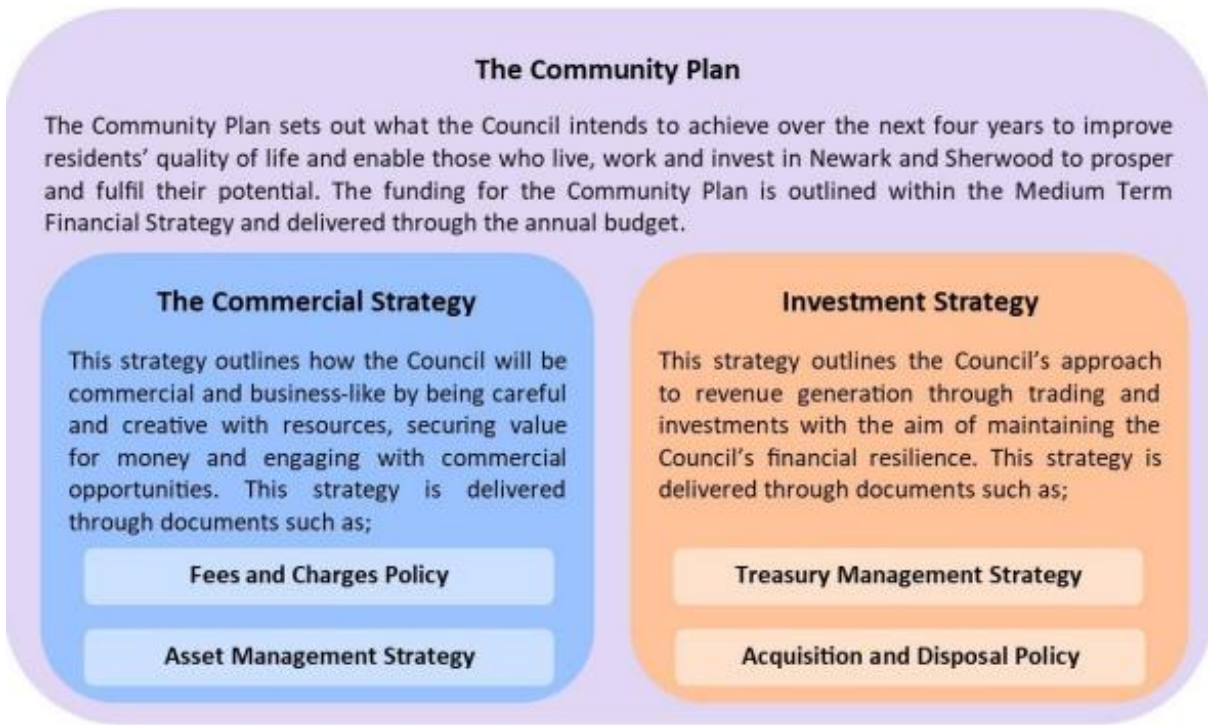 The Community Plan
The Community Plan sets out what the Council intends to achieve over the next four years to improve
residents’ quality of life and enable those who live, work and invest in Newark and Sherwood to prosper
and fulfil their potential. The funding for the Community Plan is outlined within the Medium Term
Financial Strategy and delivered through the annual budget.
The Commercial Strategy
This strategy outlines how the Council will be
commercial and business-like by being careful
and creative with resources, securing value
for money and engaging with commercial
opportunities. This strategy is delivered
through documents such as;
Fees and Charges Policy
Asset Management Strategy
Investment Strategy
This strategy outlines the Council’s approach
to revenue generation through trading and
investments with the aim of maintaining the
Council’s financial resilience. This strategy is
delivered through documents such as;
Treasury Management Strategy
Acquisition and Disposal Policy